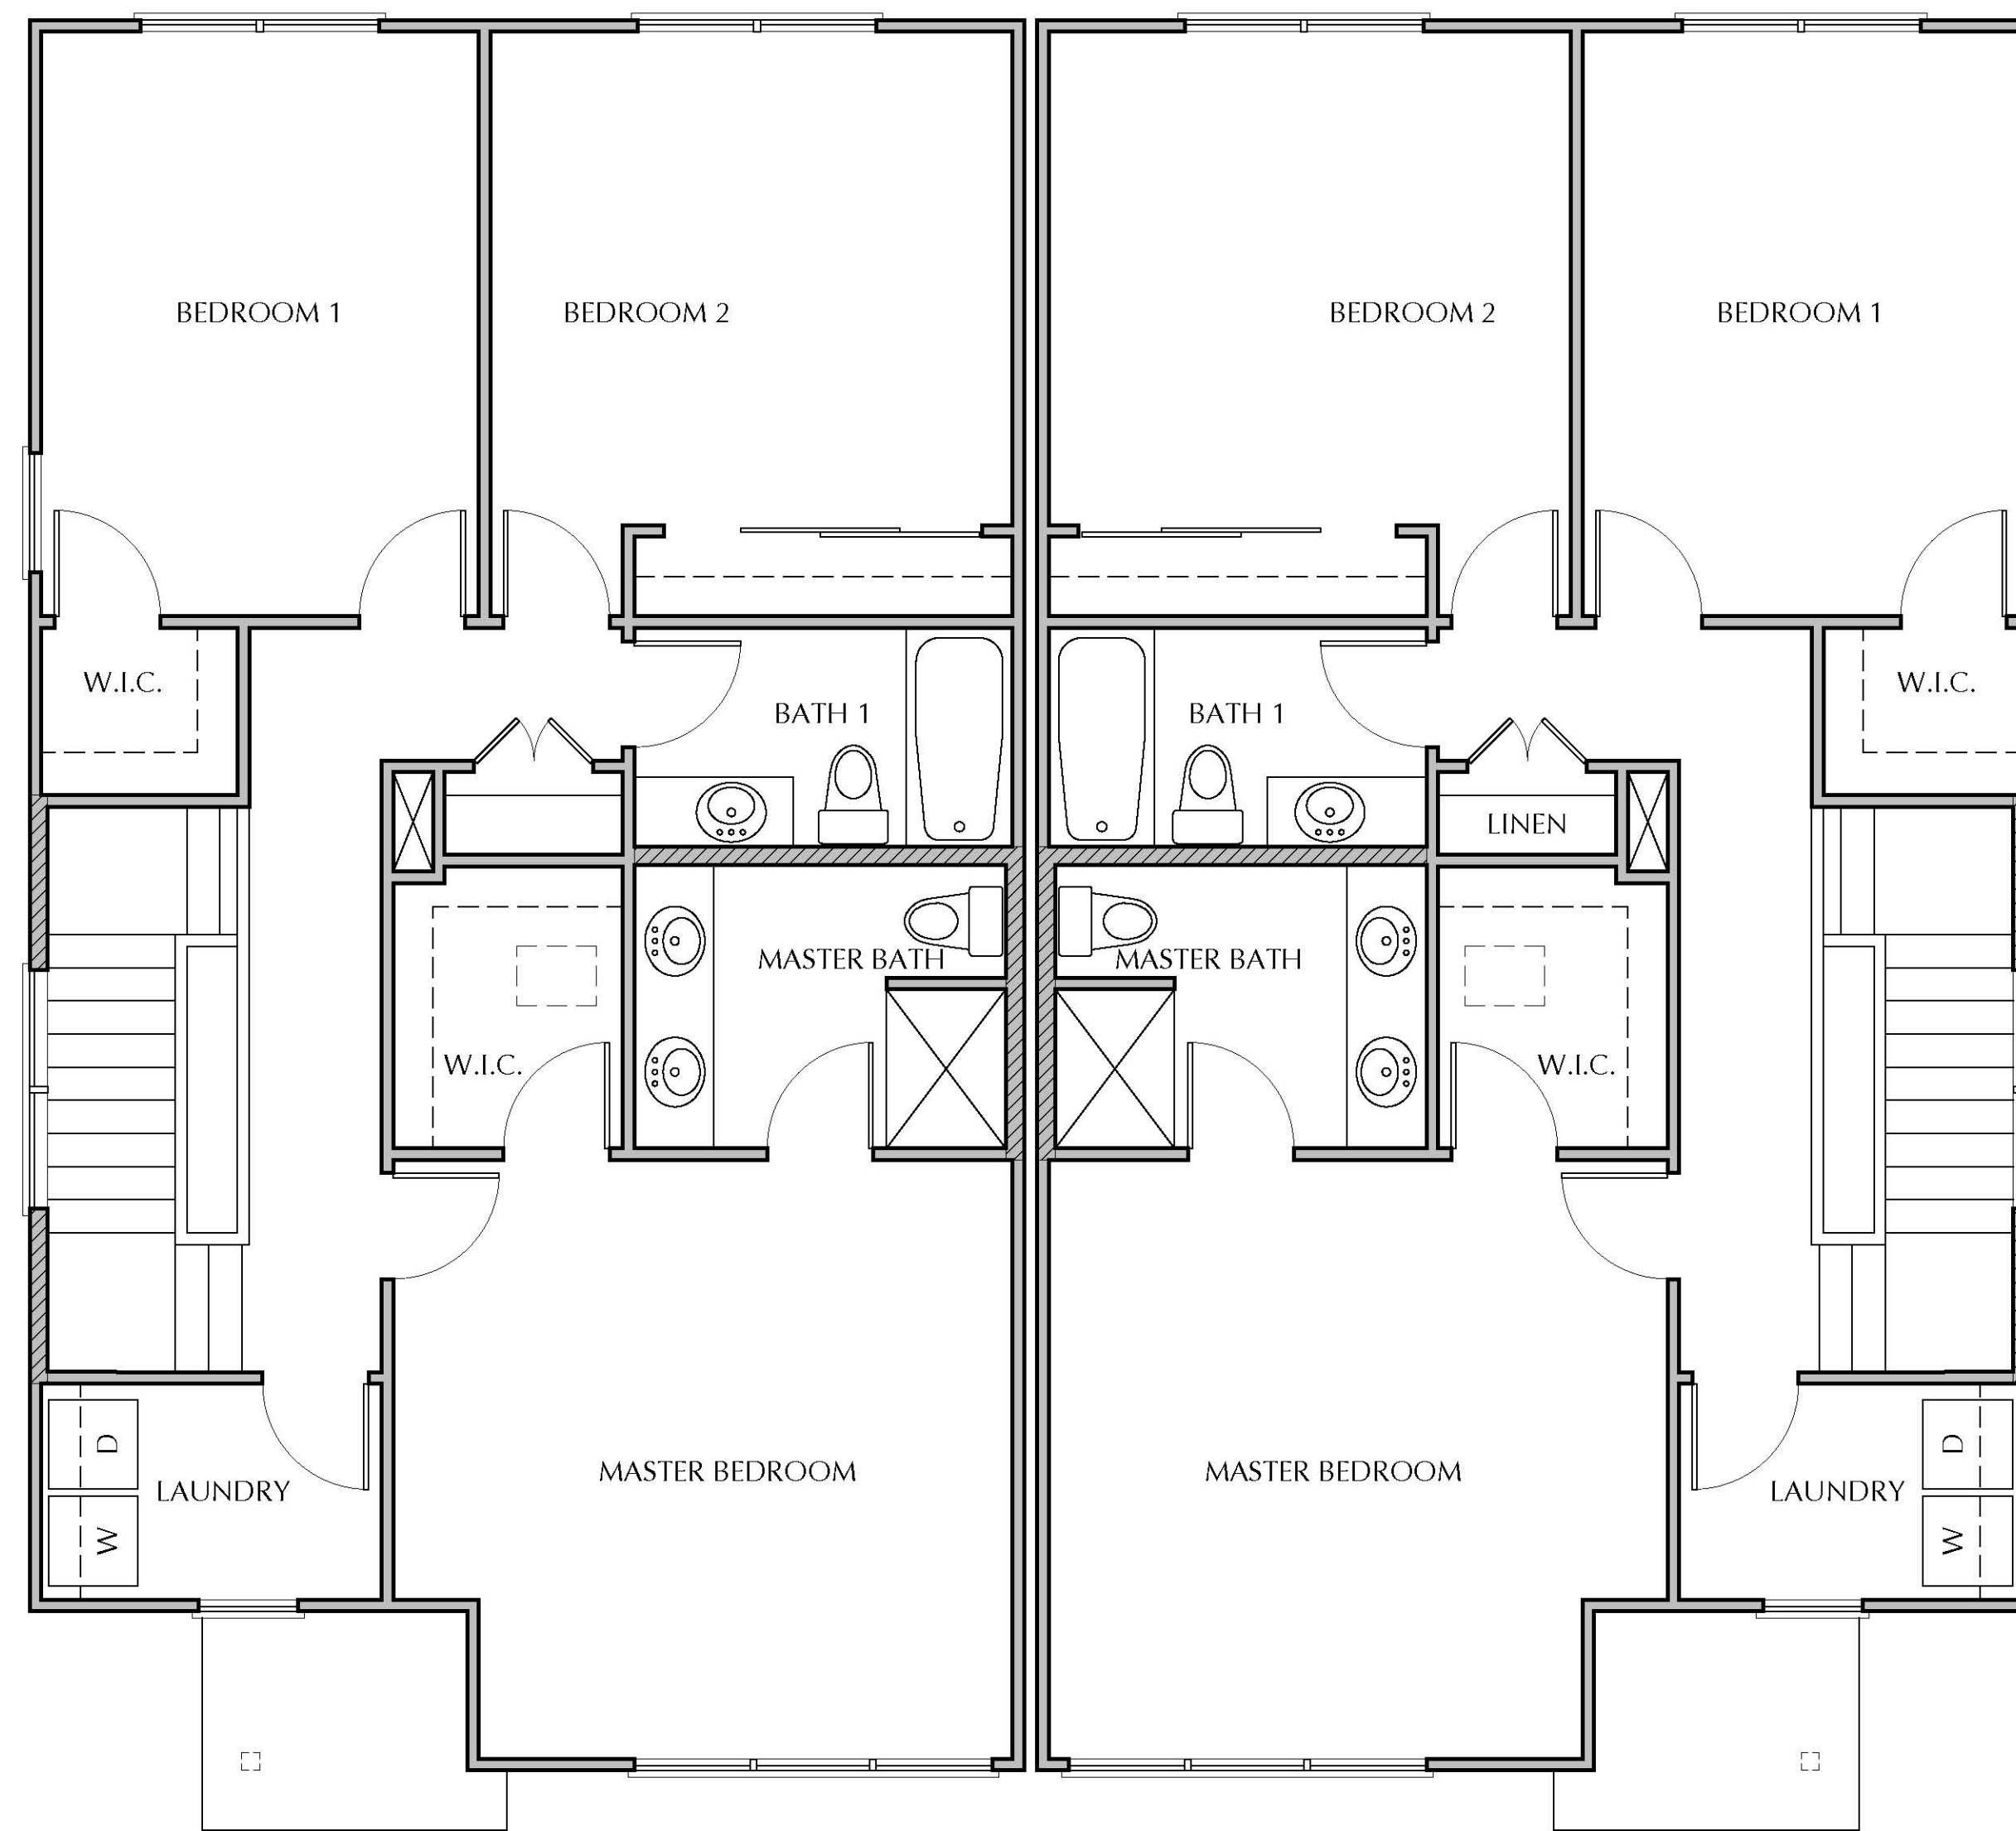 BEDROOM 1
BEDROOM 2
BEDROOM 2
BEDROOM 1
W.I.C.
BATH 1
BATH 1
W.I.C.
LINEN
MASTER BATH
MASTER BATH
W.I.C.
W.I.C.
D
MASTER BEDROOM
MASTER BEDROOM
D
LAUNDRY
LAUNDRY
W
W